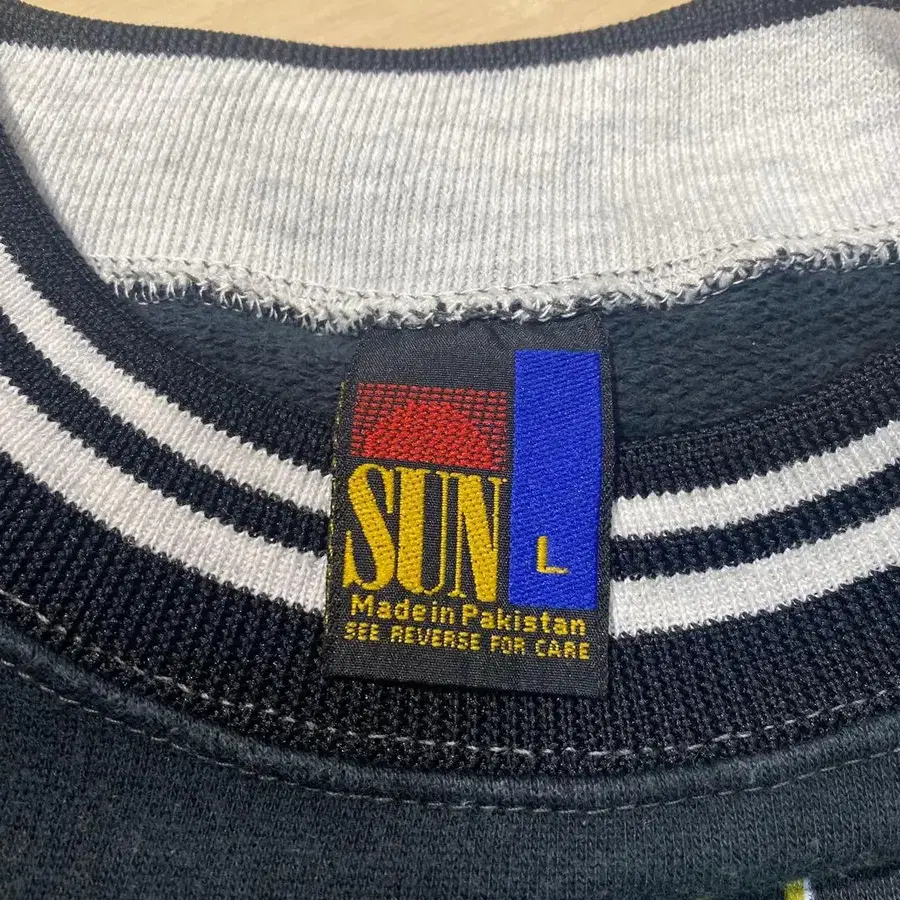 SUN
L
Made in Pakistan
SEE REVERSE FOR CARE